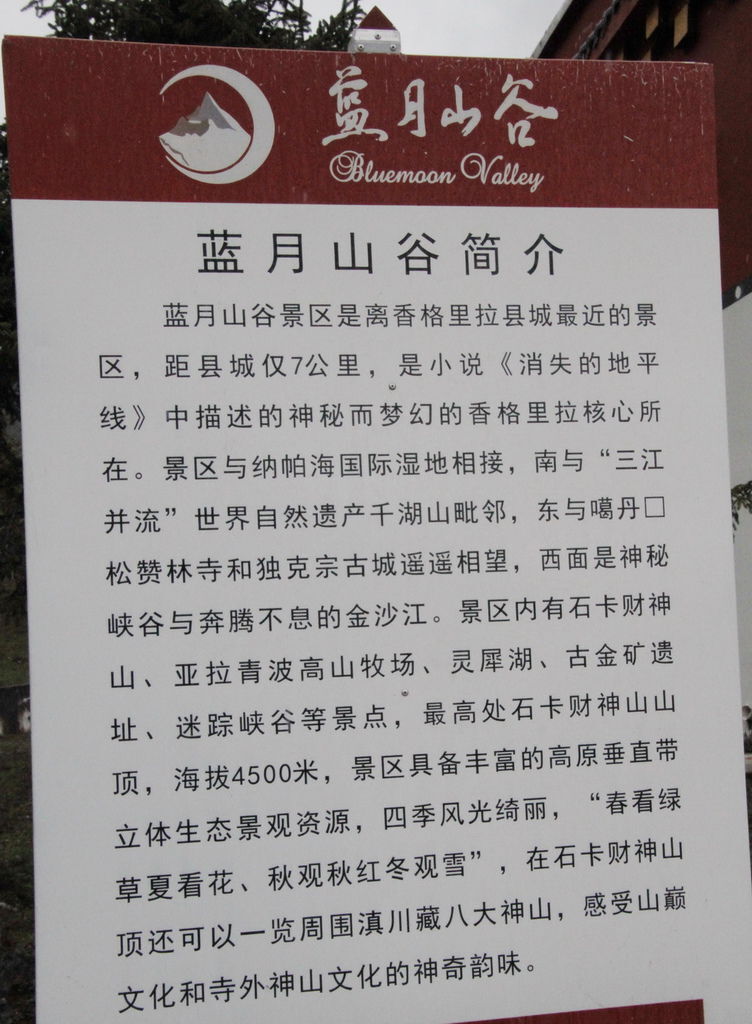 蓝月山谷
Bluemoon Valley
蓝月山谷简介
蓝月山谷景区是离香格里拉县城最近的景
区，距县城仅7公里，是小说《消失的地平
线》中描述的神秘而梦幻的香格里拉核心所
在。景区与纳帕海国际湿地相接，南与“三江
并流”世界自然遗产千湖山毗邻，东与噶丹□
松赞林寺和独克宗古城遥遥相望，西面是神秘
峡谷与奔腾不息的金沙江。景区内有石卡财神
山、亚拉青波高山牧场、灵犀湖、古金矿遗
址、迷踪峡谷等景点，最高处石卡财神山山
顶，海拔4500米，景区具备丰富的高原垂直带
立体生态景观资源，四季风光绮丽，“春看绿
草夏看花、秋观秋红冬观雪”，在石卡财神山
顶还可以一览周围滇川藏八大神山，感受山巅
文化和寺外神山文化的神奇韵味。